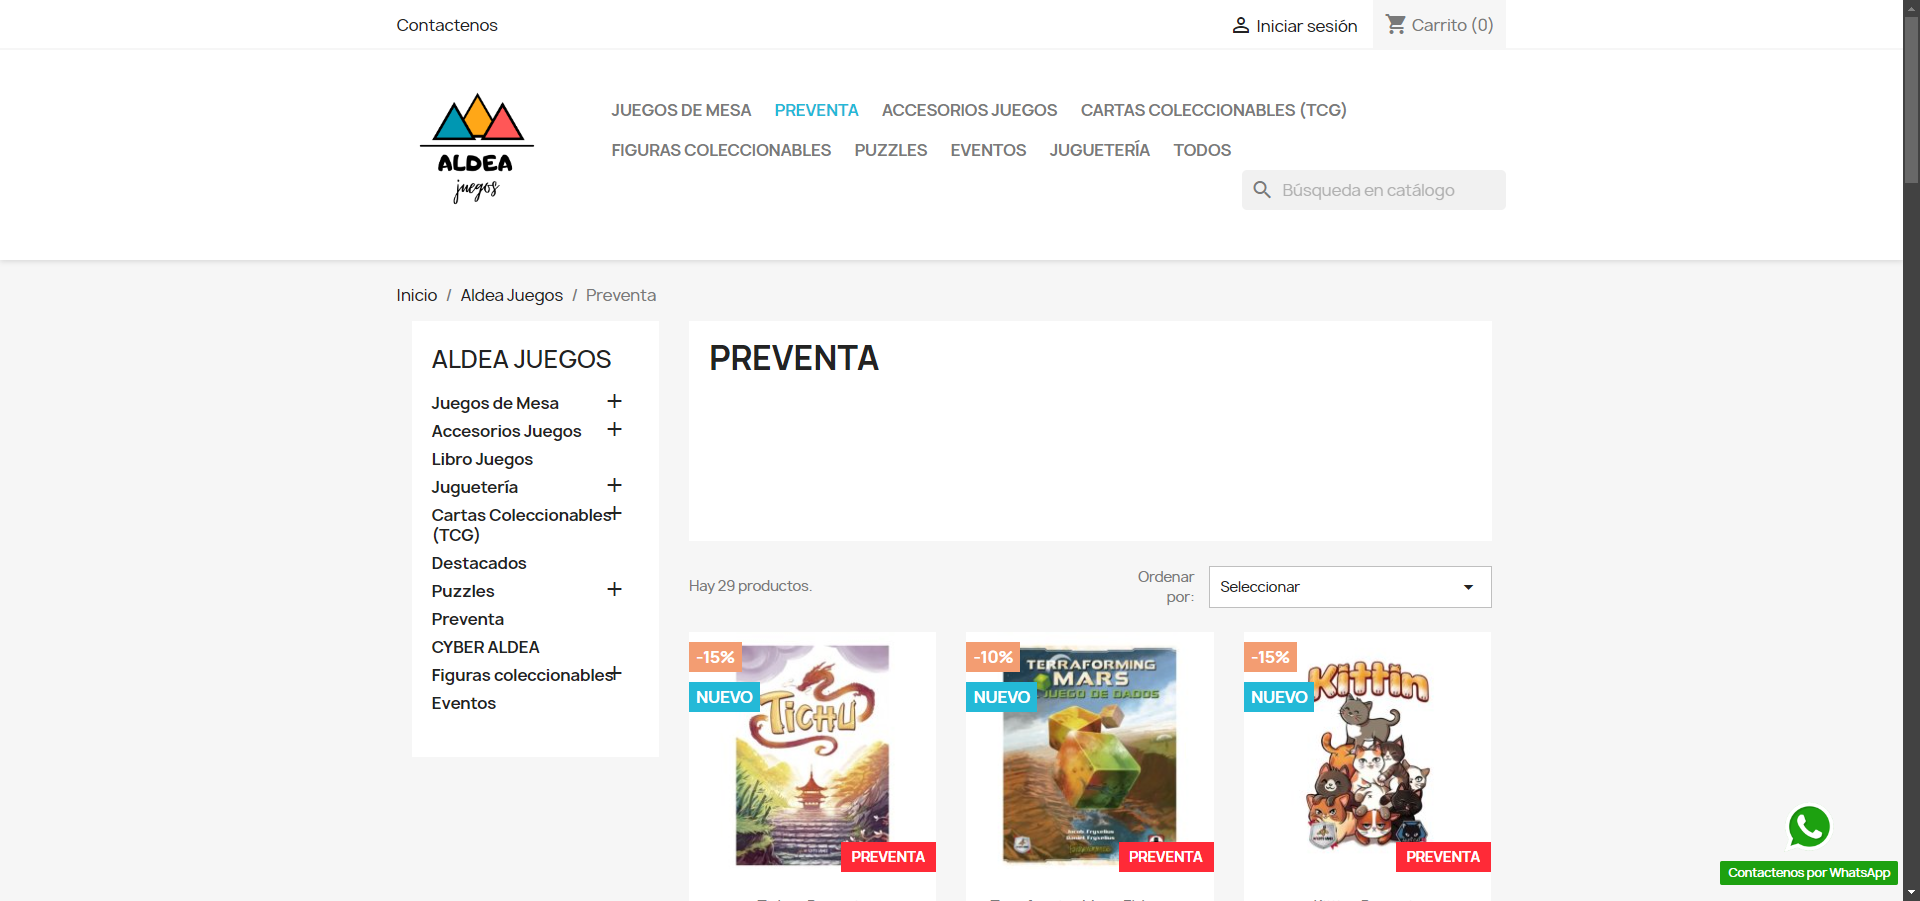 Contactenos
Iniciar sesión
Carrito (0)
ALDEA
juegos
JUEGOS DE MESA
PREVENTA
ACCESORIOS JUEGOS
CARTAS COLECCIONABLES (TCG)
FIGURAS COLECCIONABLES
PUZZLES
EVENTOS
JUGUETERÍA
TODOS
Búsqueda en catálogo
Inicio / Aldea Juegos / Preventa
ALDEA JUEGOS
Juegos de Mesa
Accesorios Juegos
Libro Juegos
Juguetería
Cartas Coleccionables
(TCG)
Destacados
Puzzles
Preventa
CYBER ALDEA
Figuras coleccionables
Eventos
PREVENTA
Hay 29 productos.
Ordenar
por:
Seleccionar
-15%
NUEVO
TICHU
PREVENTA
-10%
NUEVO
TERRAFORMING
MARS
JUEGO DE DADOS
PREVENTA
-15%
NUEVO
Kittin
PREVENTA
Contactenos por WhatsApp